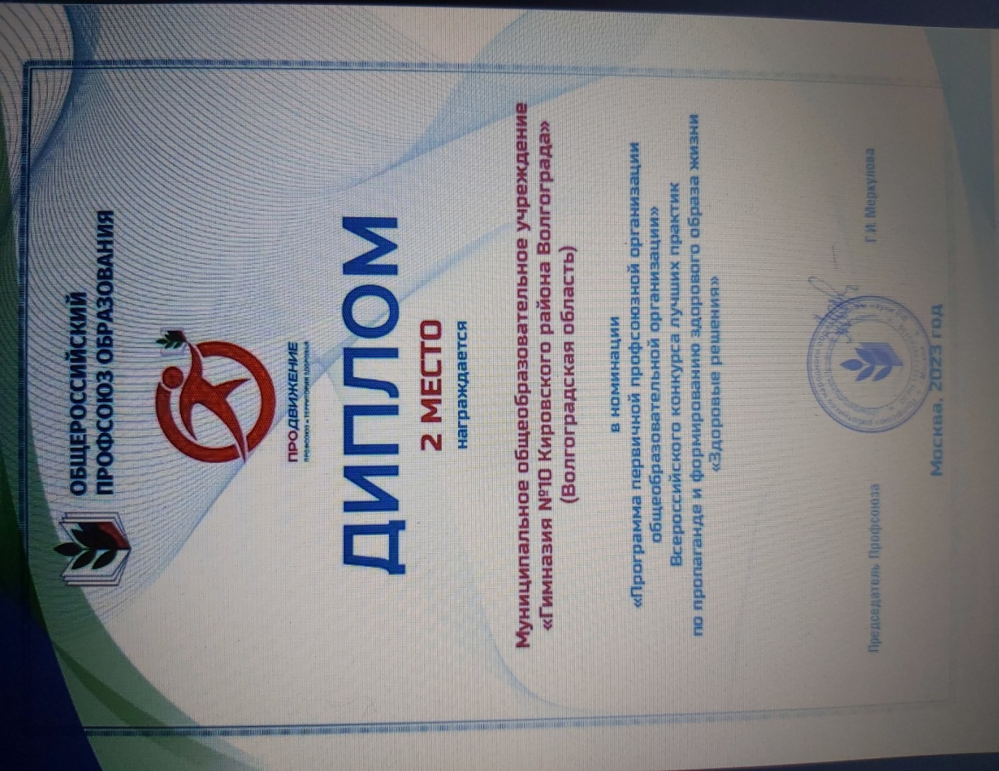 ОБЩЕРОССИЙСКИЙ
ПРОФСОЮЗ ОБРАЗОВАНИЯ
ПРОДВИЖЕНИЕ
ДИПЛОМ
2 МЕСТО
награждается
Муниципальное общеобразовательное учреждение
«Гимназия №10 Кировского района Волгограда»
(Волгоградская область)
в номинации
«Программа первичной профсоюзной организации
общеобразовательной организации»
Всероссийского конкурса лучших практик
по пропаганде и формированию здорового образа жизни
«Здоровые решения»
Председатель Профсоюза Г.И. Меркулова
Москва, 2023 год